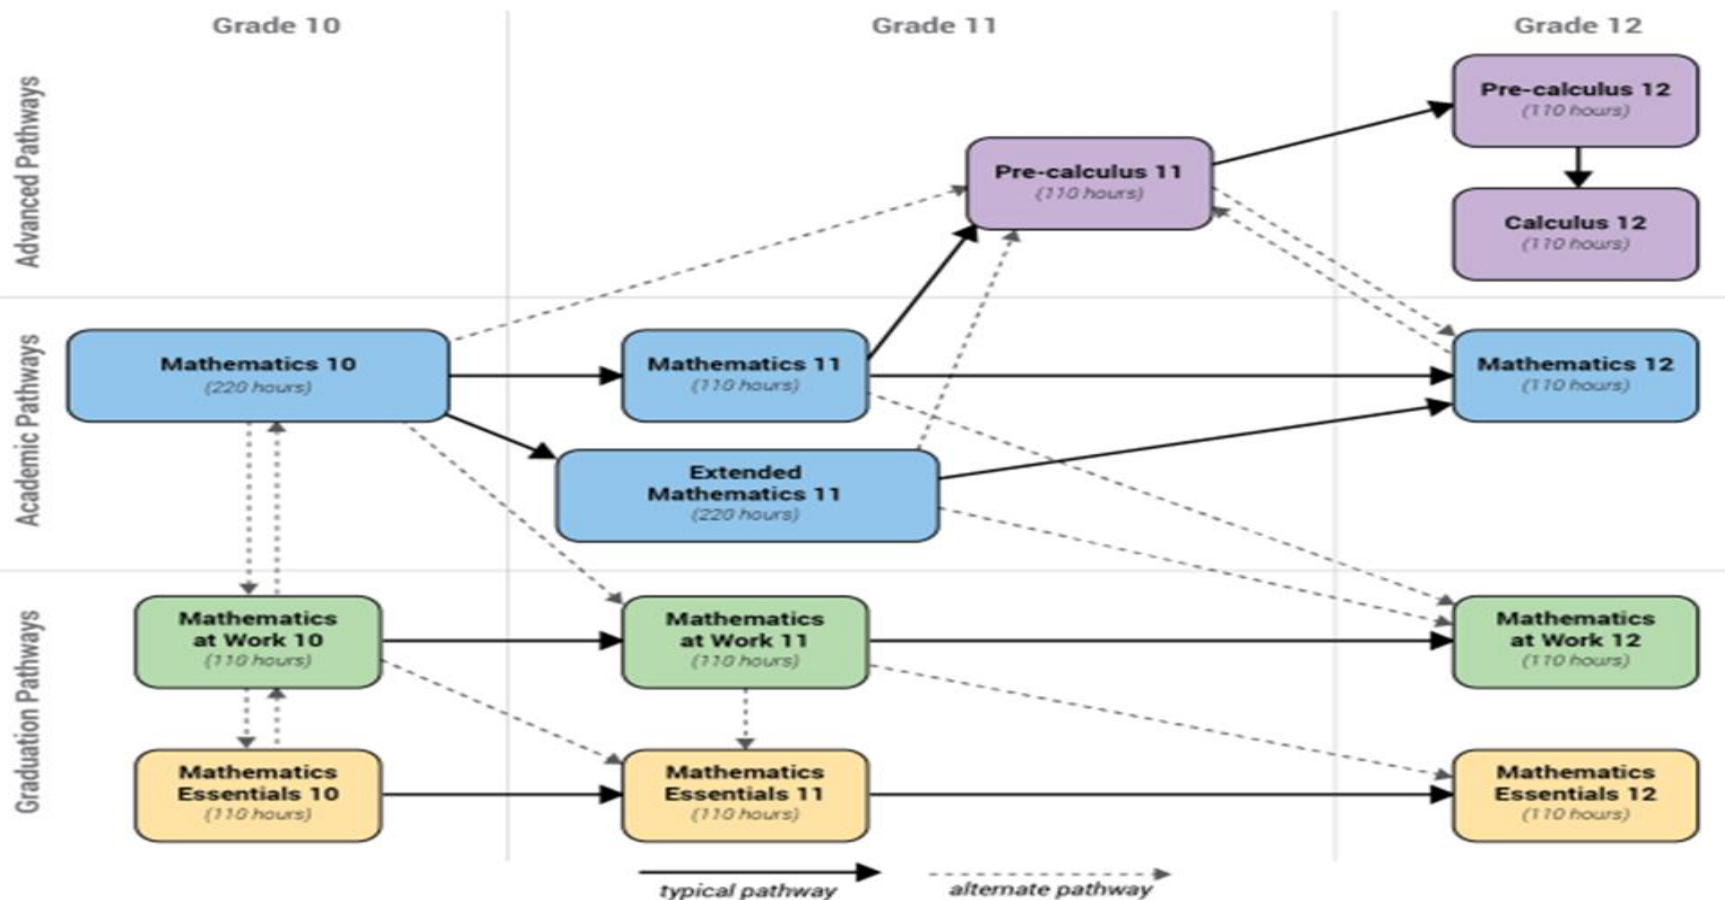 Grade 10
Grade 11
Grade 12
Advanced Pathways
Pre-calculus 12
(110 hours)
Pre-calculus 11
(110 hours)
Calculus 12
(110 hours)
Academic Pathways
Mathematics 10
(220 hours)
Mathematics 11
(110 hours)
Mathematics 12
(110 hours)
Extended
Mathematics 11
(220 hours)
Graduation Pathways
Mathematics
at Work 10
(110 hours)
Mathematics
at Work 11
(110 hours)
Mathematics
at Work 12
(110 hours)
Mathematics
Essentials 10
(110 hours)
Mathematics
Essentials 11
(110 hours)
Mathematics
Essentials 12
(110 hours)
typical pathway
alternate pathway